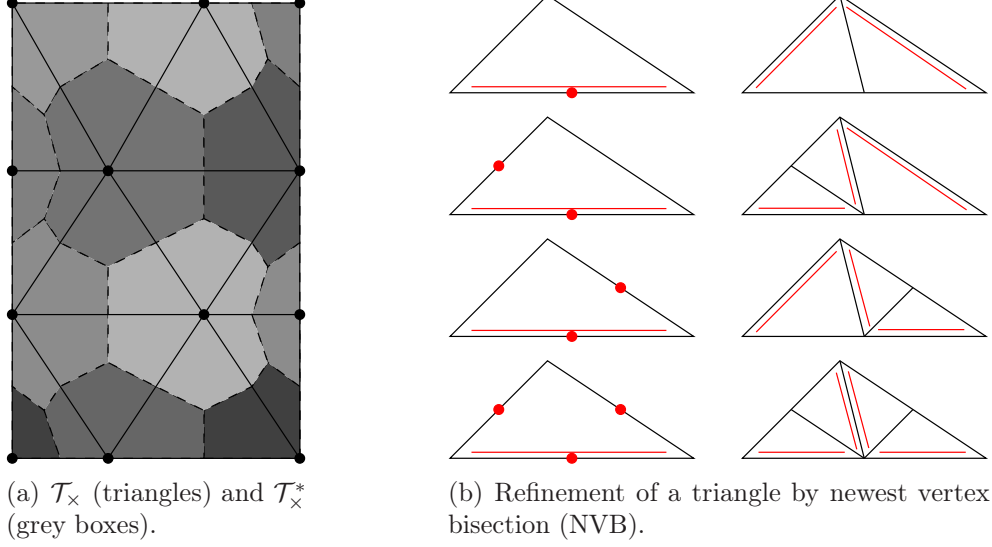 (a) 𝒯× (triangles) and 𝒯×*
(grey boxes).
(b) Refinement of a triangle by newest vertex
bisection (NVB).